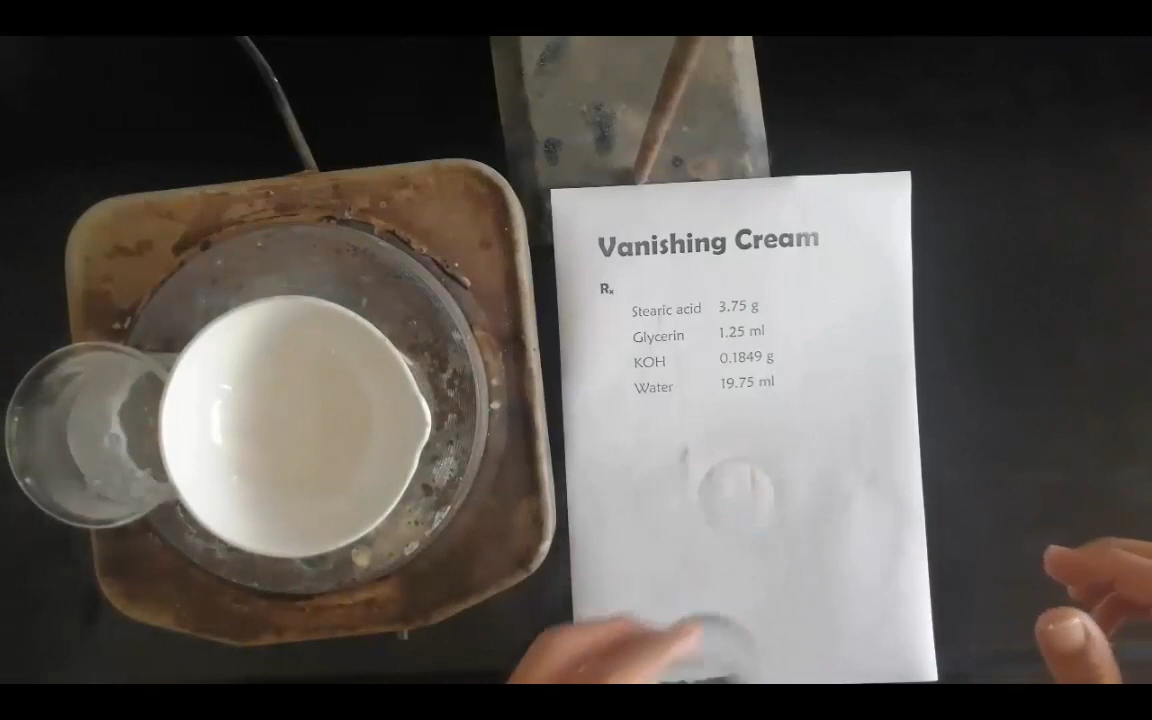 Vanishing Cream
Rx
Stearic acid 3.75 g
Glycerin 1.25 ml
KOH 0.1849 g
Water 19.75 ml